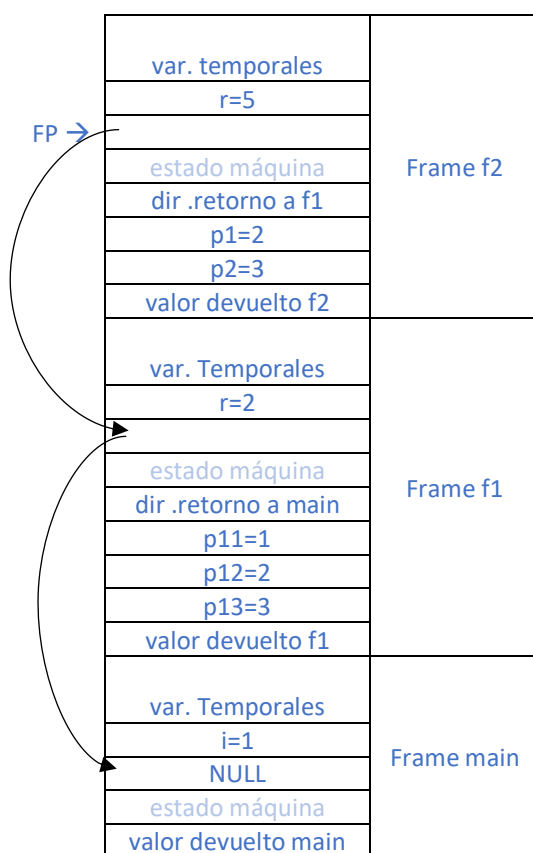 var. temporales
r=5
FP →
estado máquina
Frame f2
dir .retorno a f1
p1=2
p2=3
valor devuelto f2
var. Temporales
r=2
estado máquina
Frame f1
dir .retorno a main
p11=1
p12=2
p13=3
valor devuelto f1
var. Temporales
i=1
Frame main
NULL
estado máquina
valor devuelto main